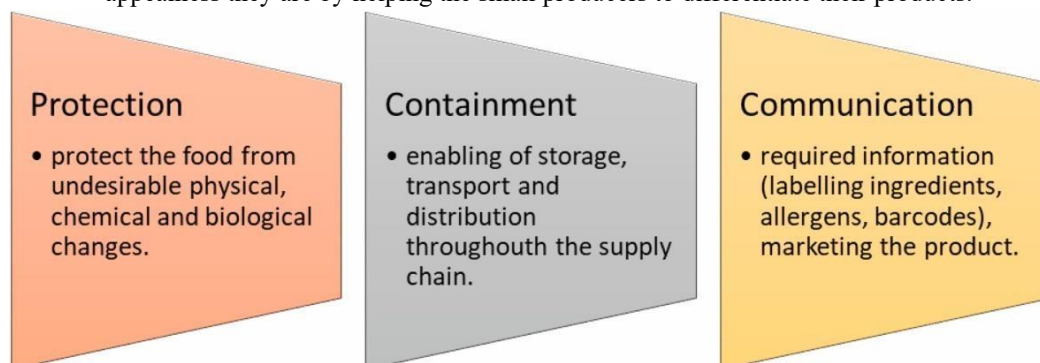 appealness they are by helping the small producers to differentiate their products.
Protection
• protect the food from
undesirable physical,
chemical and biological
changes.
Containment
• enabling of storage,
transport and
distribution
throughouth the supply
chain.
Communication
• required information
(labelling ingredients,
allergens, barcodes),
marketing the product.